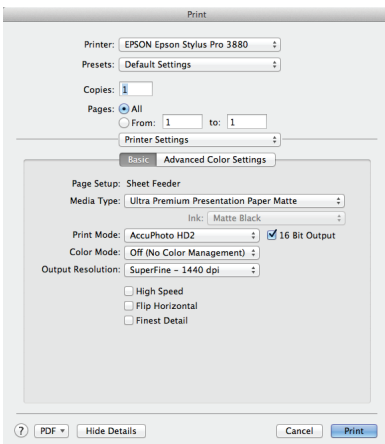 Print
Printer: EPSON Epson Stylus Pro 3880
Presets: Default Settings
Copies: 1
Pages: All
From: 1 to: 1
Printer Settings
Basic Advanced Color Settings
Page Setup: Sheet Feeder
Media Type: Ultra Premium Presentation Paper Matte
Ink: Matte Black
Print Mode: AccuPhoto HD2 16 Bit Output
Color Mode: Off (No Color Management)
Output Resolution: SuperFine – 1440 dpi
High Speed
Flip Horizontal
Finest Detail
? PDF Hide Details Cancel Print